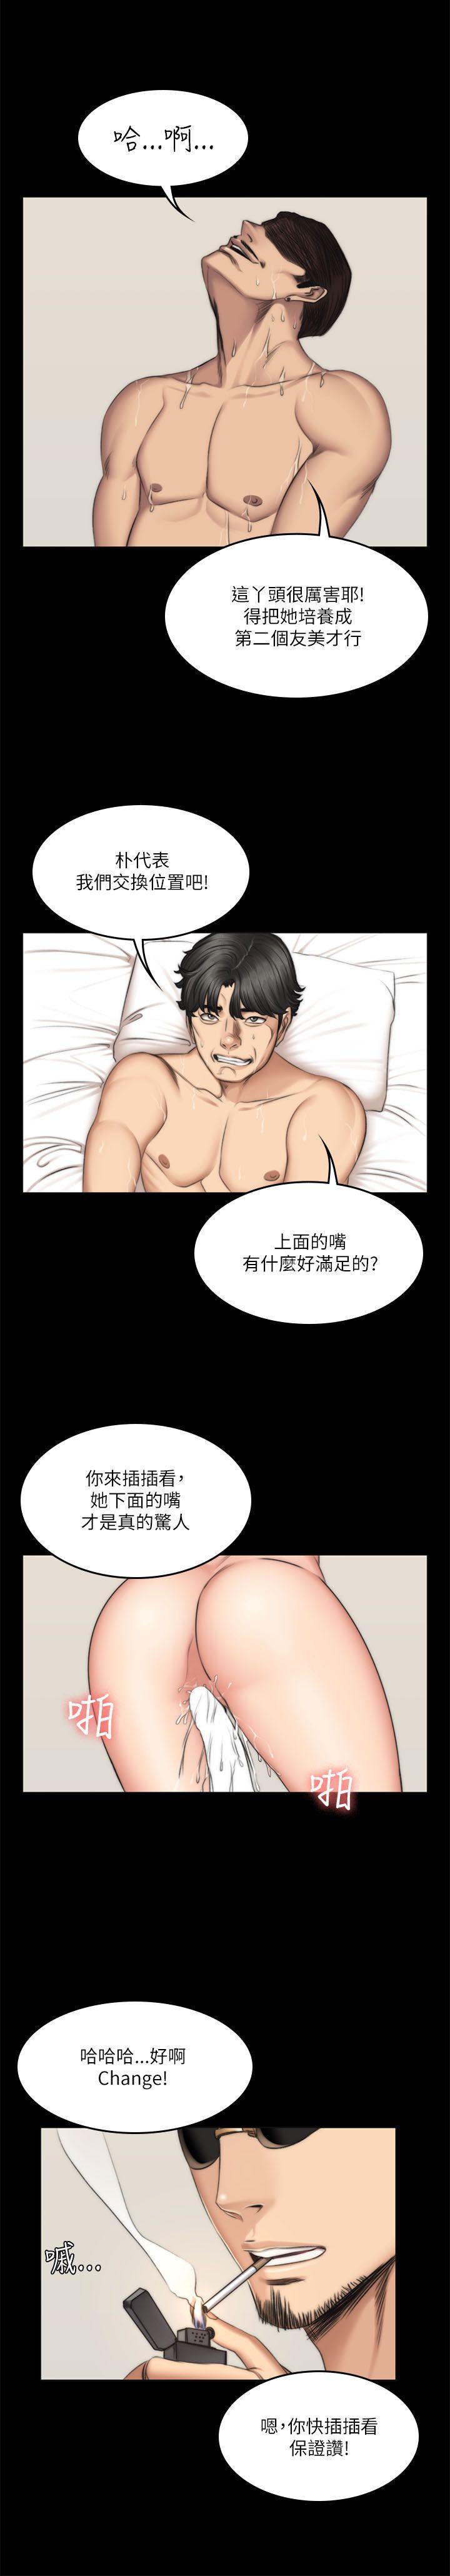 哈...啊...
這丫頭很厲害耶!
得把她培養成
第二個友美才行
朴代表
我們交換位置吧!
上面的嘴
有什麼好滿足的?
你來插插看，
她下面的嘴
才是真的驚人
啪
啪
哈哈哈...好啊
Change!
嘁...
嗯，你快插插看
保證讚!